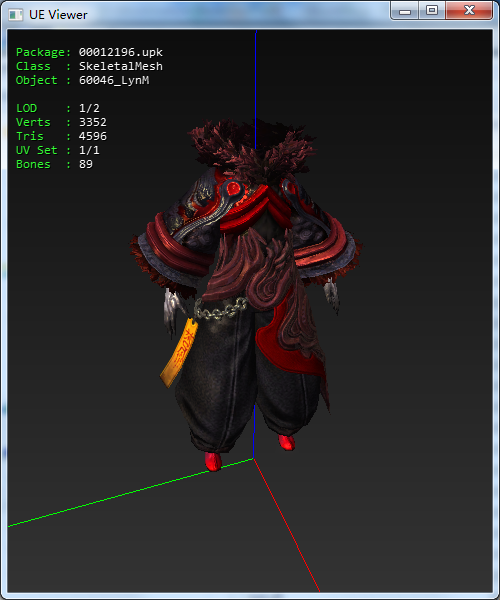 UE Viewer
Package: 00012196.upk
Class : SkeletalMesh
Object : 60046_LynM
LOD : 1/2
Verts : 3352
Tris : 4596
UV Set : 1/1
Bones : 89